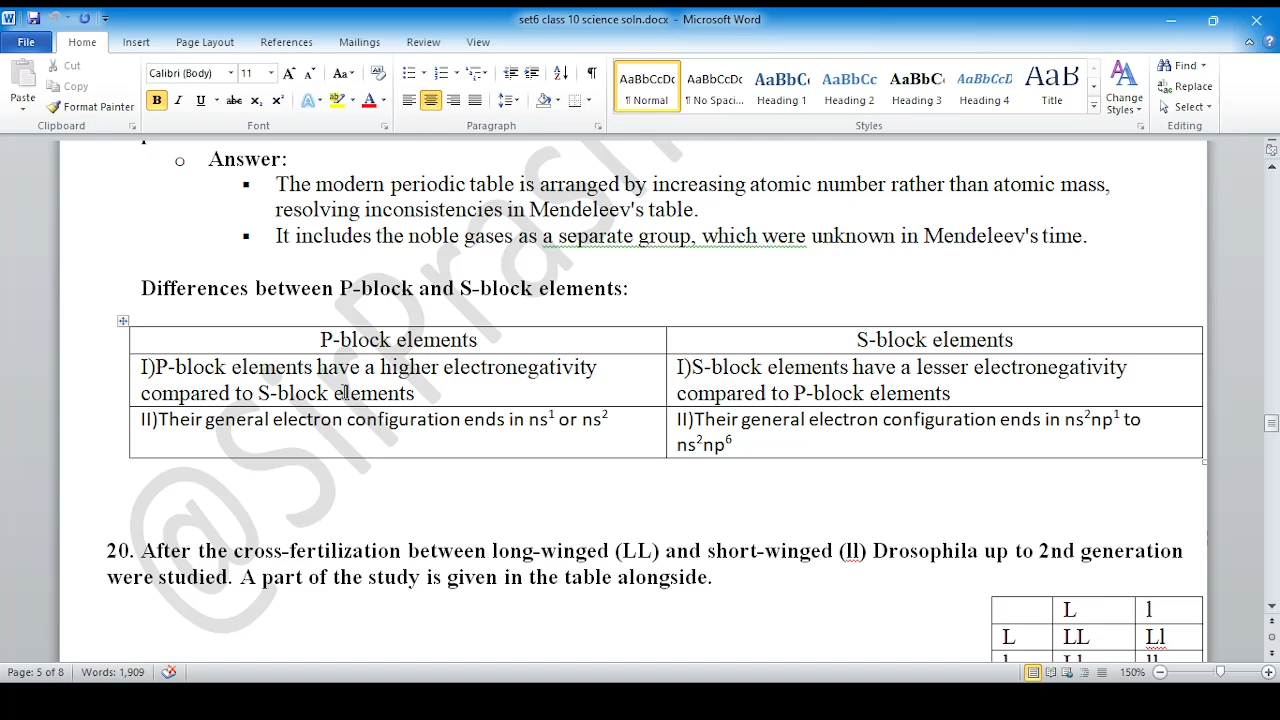 set6 class 10 science soln.docx - Microsoft Word
File Home Insert Page Layout References Mailings Review View
Cut
Copy
Format Painter
Paste
Calibri (Body) 11
AaBbCcDc AaBbCcDc AaBbC AaBbCc AaBbC AaBbCcD AaB
¶ Normal ¶ No Spaci... Heading 1 Heading 2 Heading 3 Heading 4 Title
Change Styles
Find
Replace
Select
Clipboard Font Paragraph Styles Editing
o Answer:
▪ The modern periodic table is arranged by increasing atomic number rather than atomic mass,
resolving inconsistencies in Mendeleev's table.
▪ It includes the noble gases as a separate group, which were unknown in Mendeleev's time.
Differences between P-block and S-block elements:
P-block elements S-block elements
I)P-block elements have a higher electronegativity
compared to S-block elements
I)S-block elements have a lesser electronegativity
compared to P-block elements
II)Their general electron configuration ends in ns¹ or ns²
II)Their general electron configuration ends in ns²np¹ to
ns²np⁶
20. After the cross-fertilization between long-winged (LL) and short-winged (ll) Drosophila up to 2nd generation
were studied. A part of the study is given in the table alongside.
L l
L LL Ll
@SirPrash
Page: 5 of 8 Words: 1,909 150%